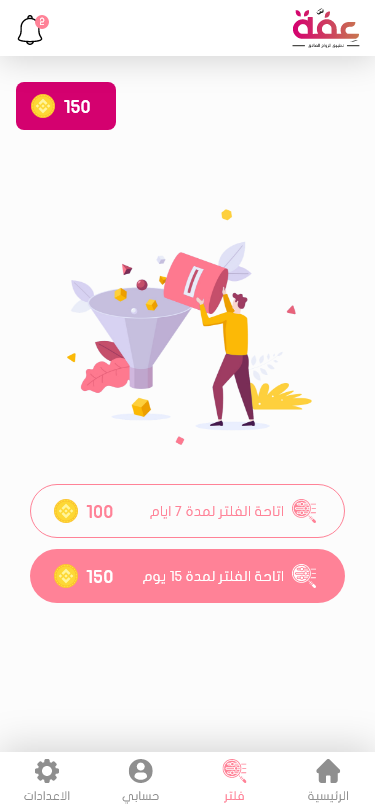 عفة
تطبيق الزواج الهادف
2
150
اتاحة الفلتر لمدة 7 ايام 100
اتاحة الفلتر لمدة 15 يوم 150
الرئيسية
فلتر
حسابي
الاعدادات